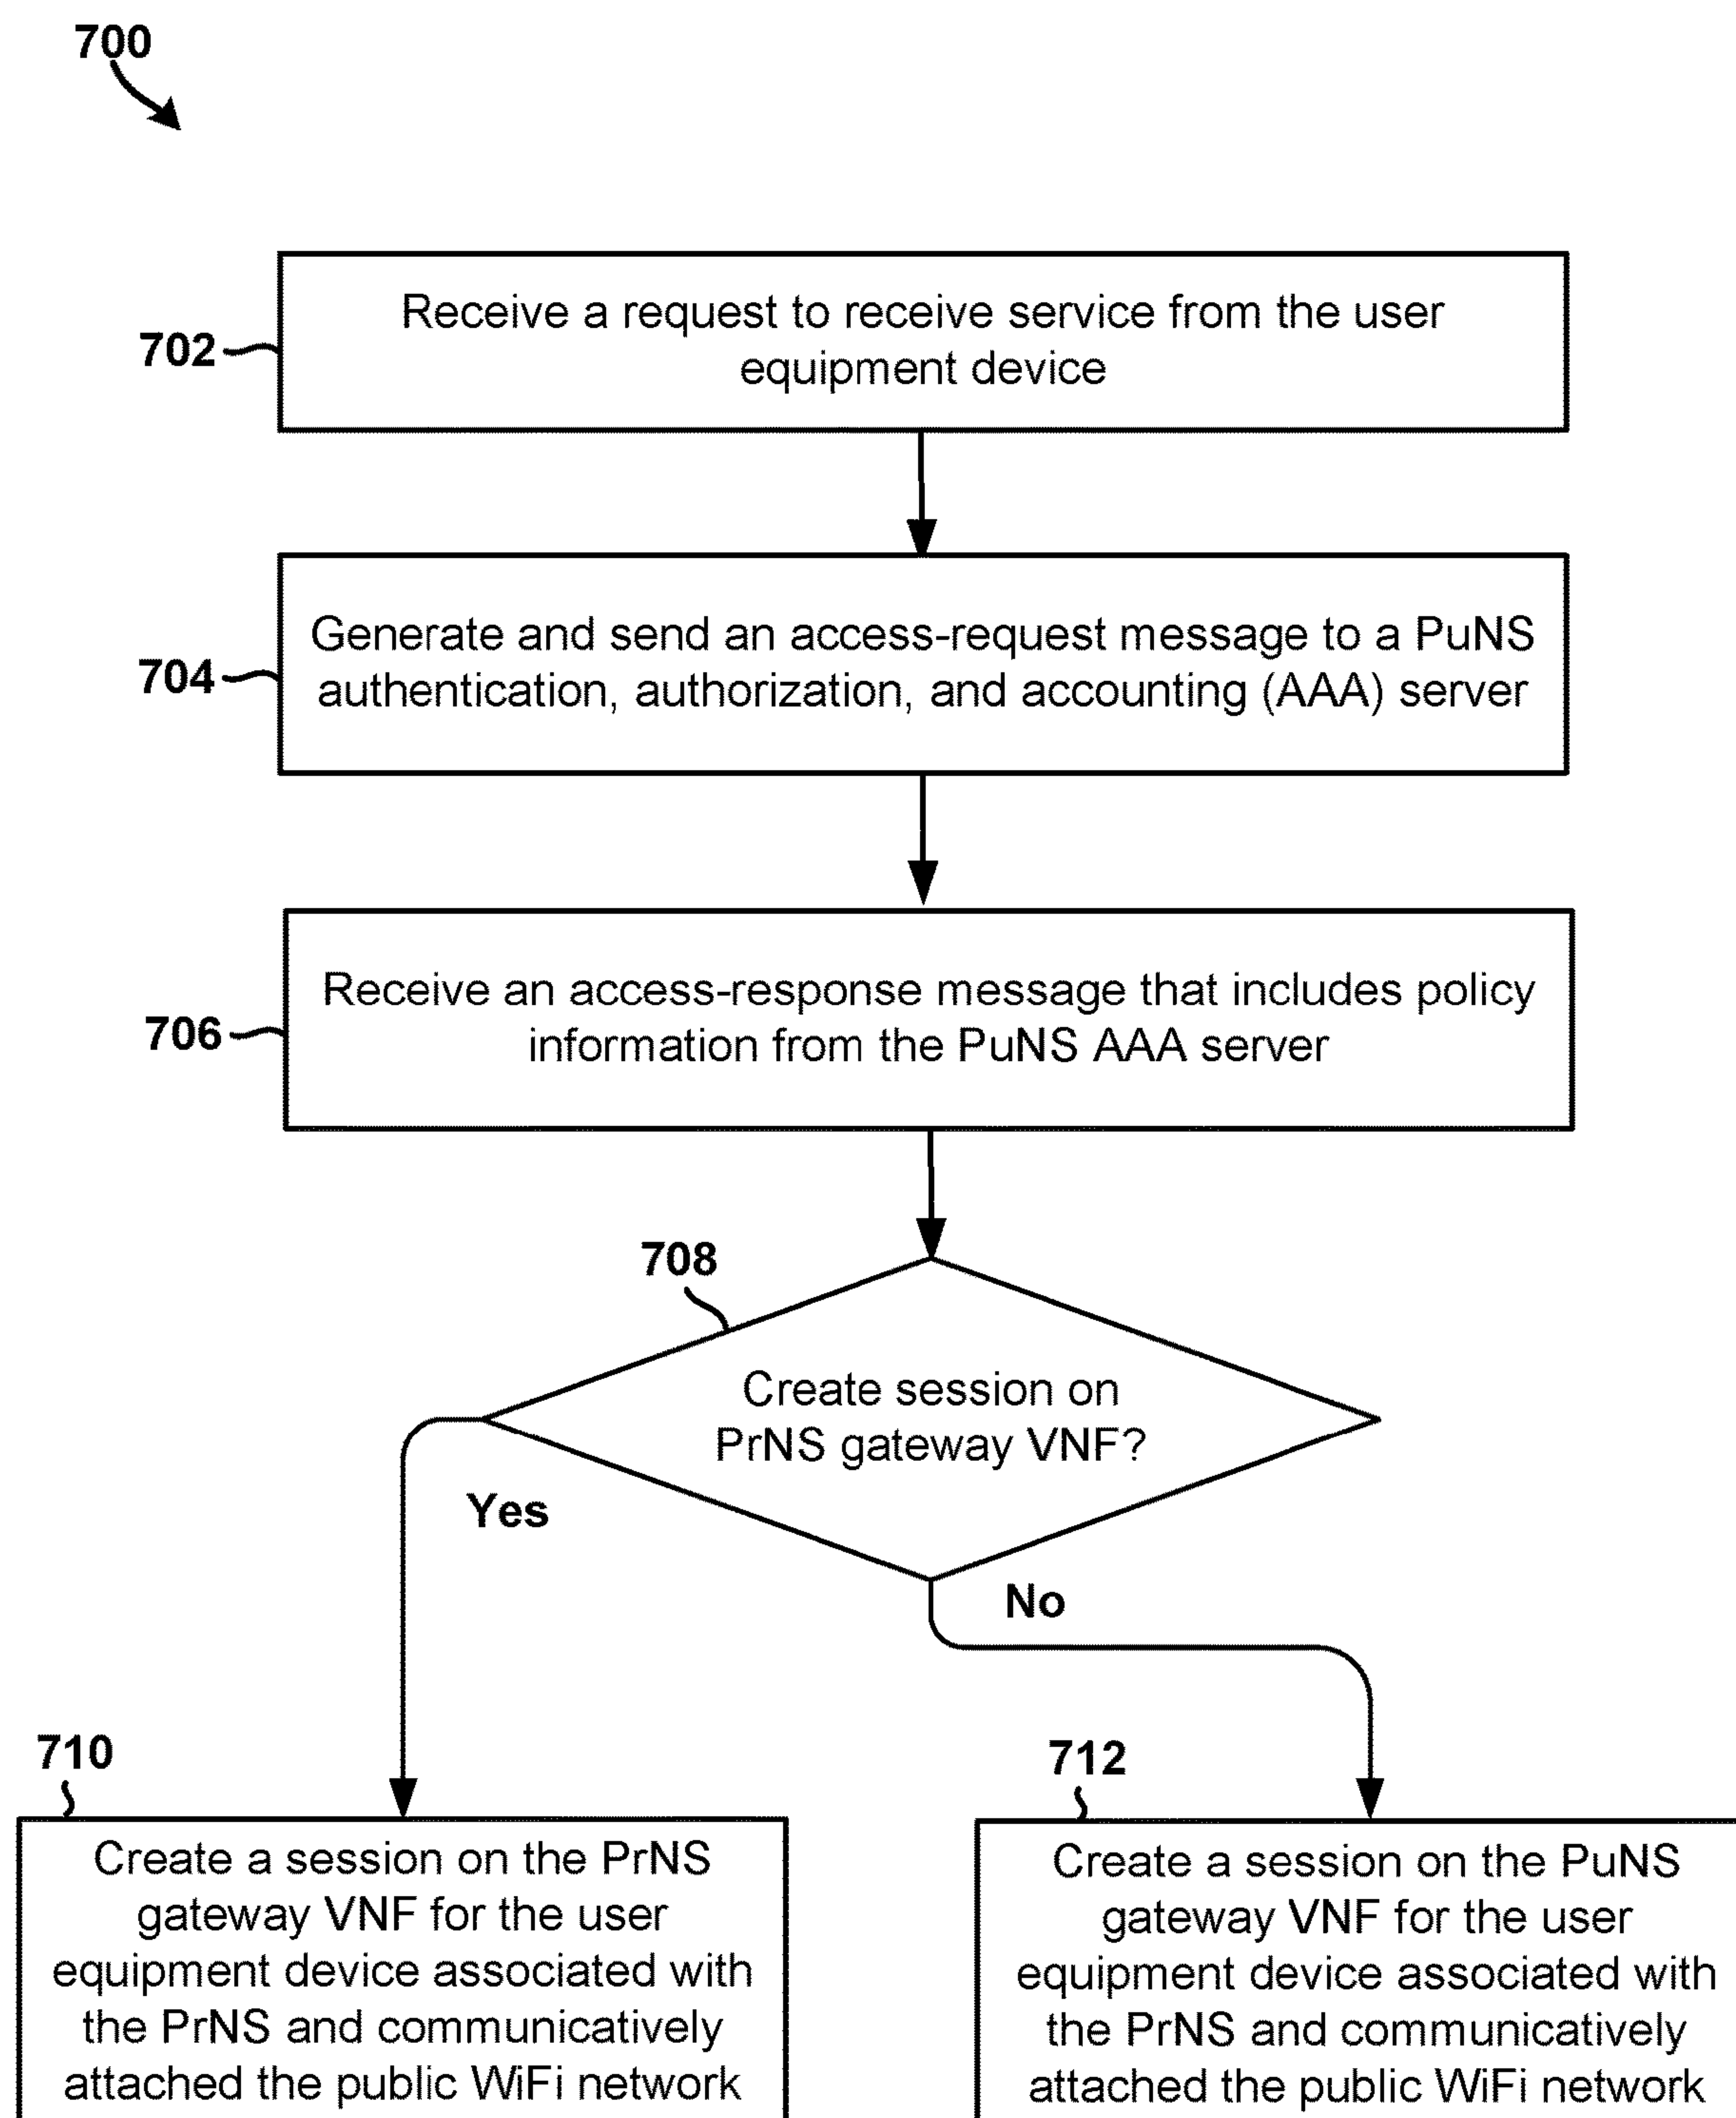 700
702
Receive a request to receive service from the user
equipment device
704
Generate and send an access-request message to a PuNS
authentication, authorization, and accounting (AAA) server
706
Receive an access-response message that includes policy
information from the PuNS AAA server
708
Create session on
PrNS gateway VNF?
Yes
No
710
Create a session on the PrNS
gateway VNF for the user
equipment device associated with
the PrNS and communicatively
attached the public WiFi network
712
Create a session on the PuNS
gateway VNF for the user
equipment device associated with
the PrNS and communicatively
attached the public WiFi network